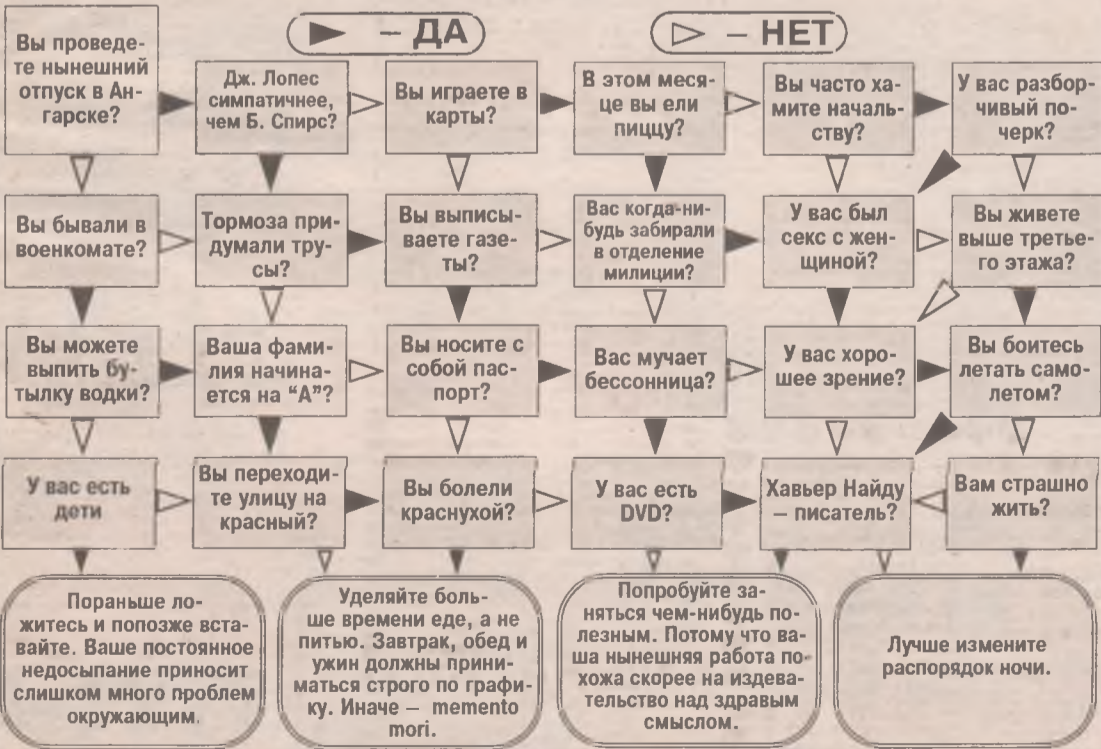 – ДА
– НЕТ
Вы проведе-
те нынешний
отпуск в Ан-
гарске?
Дж. Лопес
симпатичнее,
чем Б. Спирс?
Вы играете в
карты?
В этом меся-
це вы ели
пиццу?
Вы часто ха-
мите началь-
ству?
У вас разбор-
чивый по-
черк?
Вы бывали в
военкомате?
Тормоза при-
думали тру-
сы?
Вы выписы-
ваете газе-
ты?
Вас когда-ни-
будь забирали
в отделение
милиции?
У вас был
секс с жен-
щиной?
Вы живете
выше третье-
го этажа?
Вы можете
выпить бу-
тылку водки?
Ваша фами-
лия начина-
ется на "А"?
Вы носите с
собой пас-
порт?
Вас мучает
бессонница?
У вас хоро-
шее зрение?
Вы боитесь
летать само-
летом?
У вас есть
дети
Вы переходи-
те улицу на
красный?
Вы болели
краснухой?
У вас есть
DVD?
Хавьер Найду
– писатель?
Вам страшно
жить?
Пораньше ло-
житесь и попозже вста-
вайте. Ваше постоянное
недосыпание приносит
слишком много проблем
окружающим.
Уделяйте боль-
ше времени еде, а не
питью. Завтрак, обед и
ужин должны прини-
маться строго по графи-
ку. Иначе – memento
mori.
Попробуйте за-
няться чем-нибудь по-
лезным. Потому что ва-
ша нынешняя работа по-
хожа скорее на издева-
тельство над здравым
смыслом.
Лучше измените
распорядок ночи.